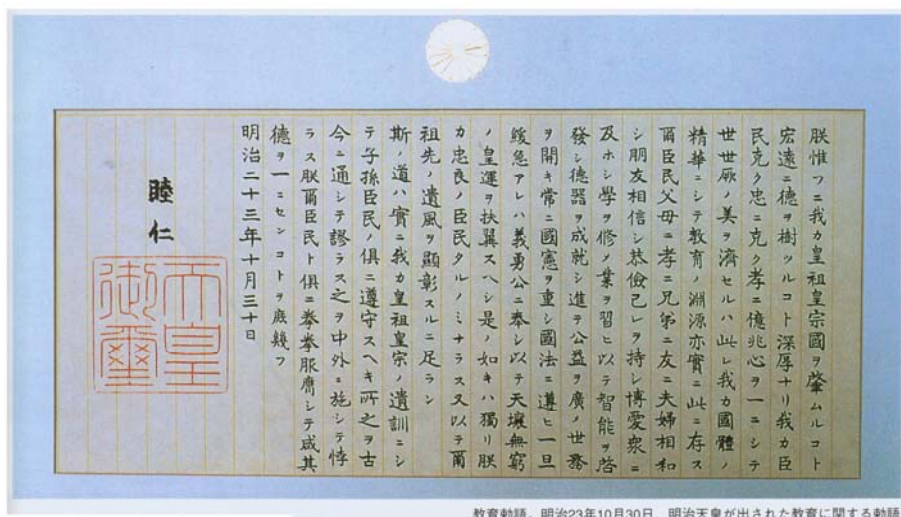 朕惟フニ我カ皇祖皇宗國ヲ肇ムルコト
宏遠ニ德ヲ樹ツルコト深厚ナリ我カ臣
民克ク忠ニ克ク孝ニ億兆心ヲ一ニシテ
世世厥ノ美ヲ濟セルハ此レ我カ國體ノ
精華ニシテ教育ノ淵源亦實ニ此ニ存ス
爾臣民父母ニ孝ニ兄弟ニ友ニ夫婦相和
シ朋友相信シ恭儉己レヲ持シ博愛衆ニ
及ホシ學ヲ修メ業ヲ習ヒ以テ智能ヲ啓
發シ德器ヲ成就シ進テ公益ヲ廣メ世務
ヲ開キ常ニ國憲ヲ重シ國法ニ遵ヒ一旦
緩急アレハ義勇公ニ奉シ以テ天壤無窮
ノ皇運ヲ扶翼スヘシ是ノ如キハ獨リ朕
カ忠良ノ臣民タルノミナラス又以テ爾
祖先ノ遺風ヲ顯彰スルニ足ラン
斯ノ道ハ實ニ我カ皇祖皇宗ノ遺訓ニシ
テ子孫臣民ノ俱ニ遵守スヘキ所之ヲ古
今ニ通シテ謬ラス之ヲ中外ニ施シテ悖
ラス朕爾臣民ト俱ニ拳拳服膺シテ咸其
德ヲ一ニセンコトヲ庶幾フ
明治二十三年十月三十日
睦仁
天皇
御璽
教育勅語。明治23年10月30日、明治天皇が出された教育に関する勅語